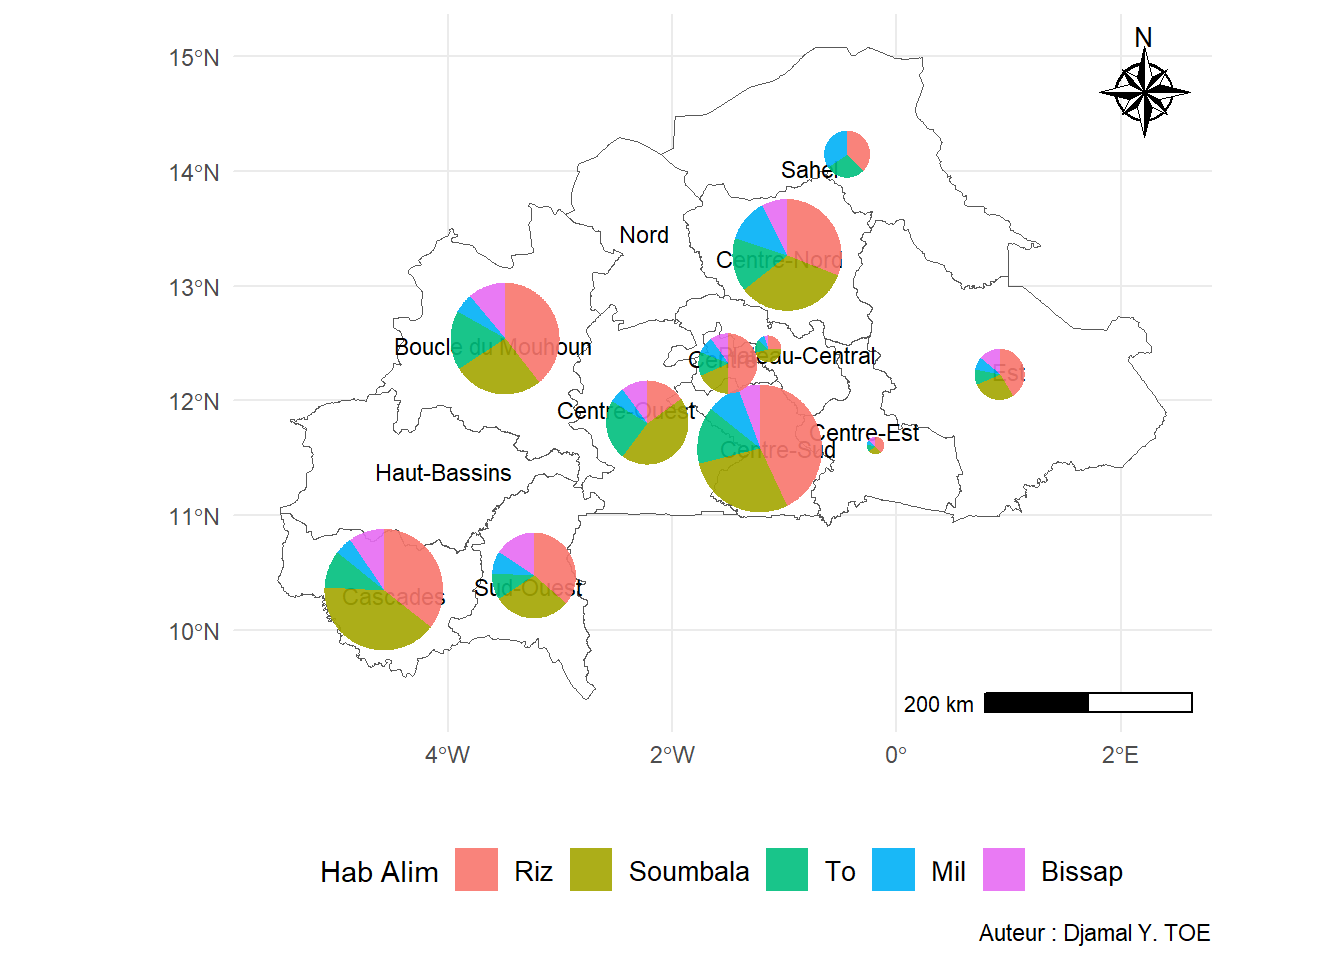 N
15°N
14°N
13°N
12°N
11°N
10°N
Sahel
Nord
Centre-Nord
Boucle du Mouhoun
Centre
Plateau-Central
Est
Centre-Ouest
Centre-Est
Centre-Sud
Haut-Bassins
Cascades
Sud-Ouest
200 km
4°W 2°W 0° 2°E
Hab Alim Riz Soumbala To Mil Bissap
Auteur : Djamal Y. TOE